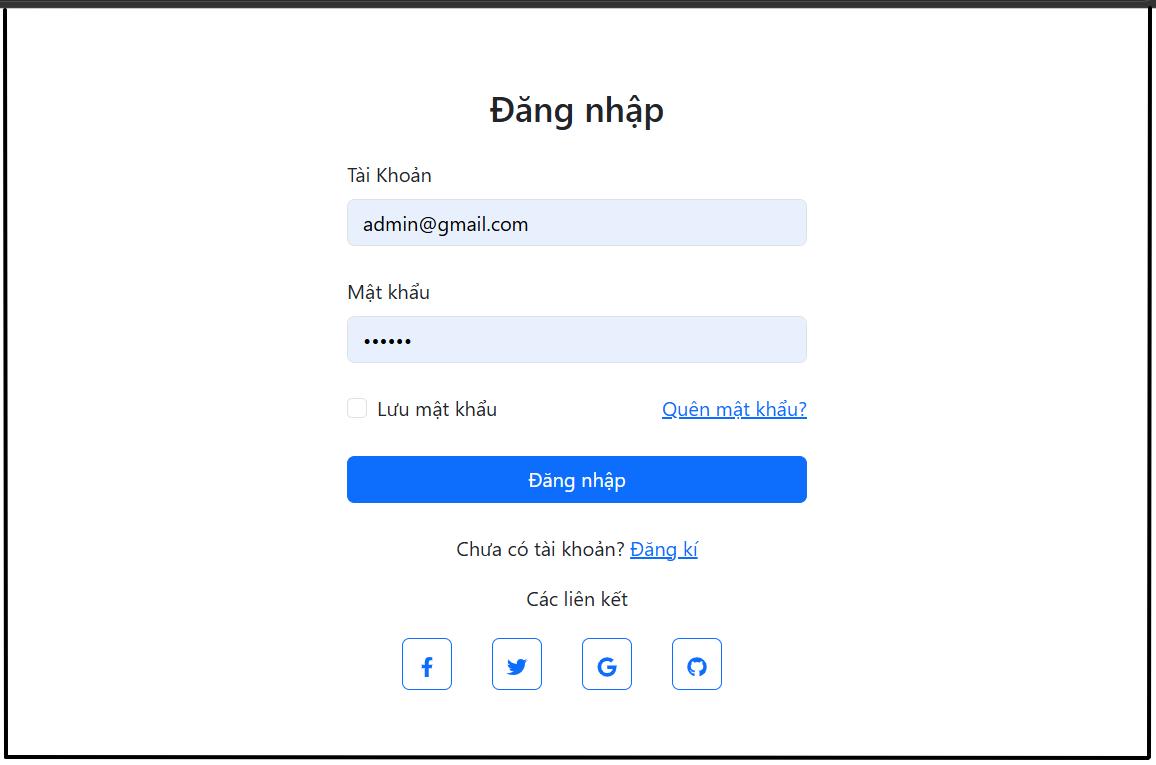 Đăng nhập
Tài Khoản
admin@gmail.com
Mật khẩu
••••••
Lưu mật khẩu Quên mật khẩu?
Đăng nhập
Chưa có tài khoản? Đăng kí
Các liên kết